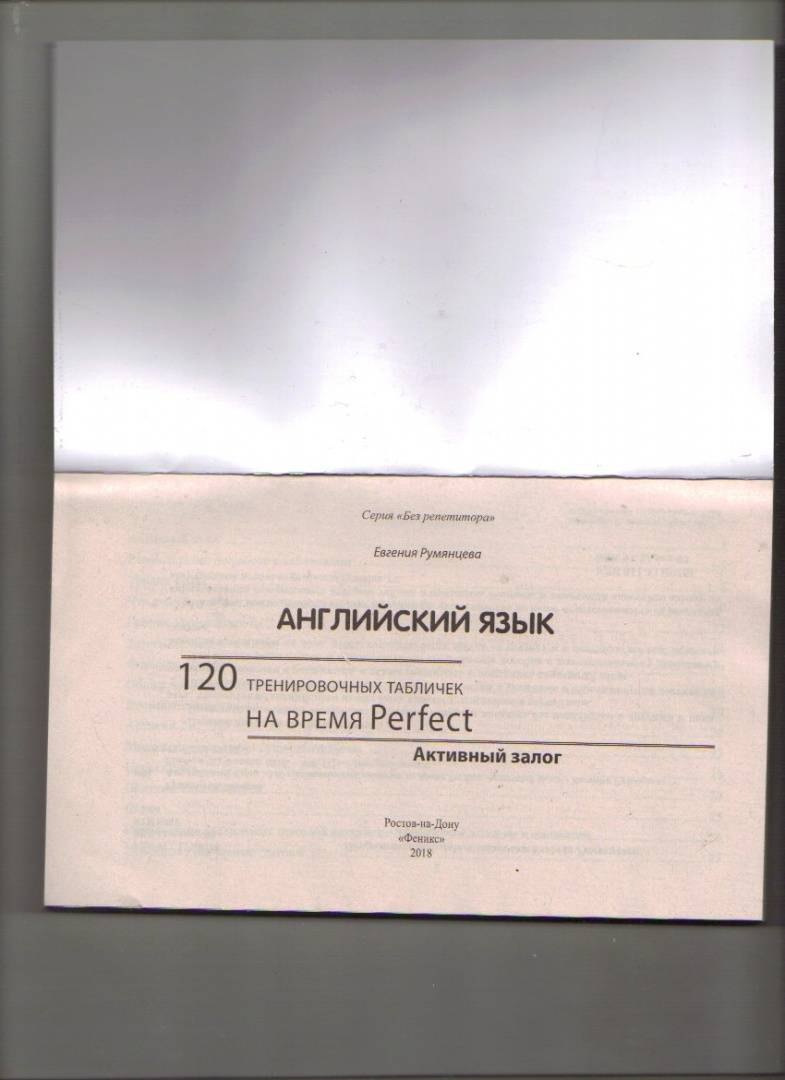 Серия «Без репетитора»
Евгения Румянцева
АНГЛИЙСКИЙ ЯЗЫК
120 ТРЕНИРОВОЧНЫХ ТАБЛИЧЕК
НА ВРЕМЯ Perfect
Активный залог
Ростов-на-Дону
«Феникс»
2018